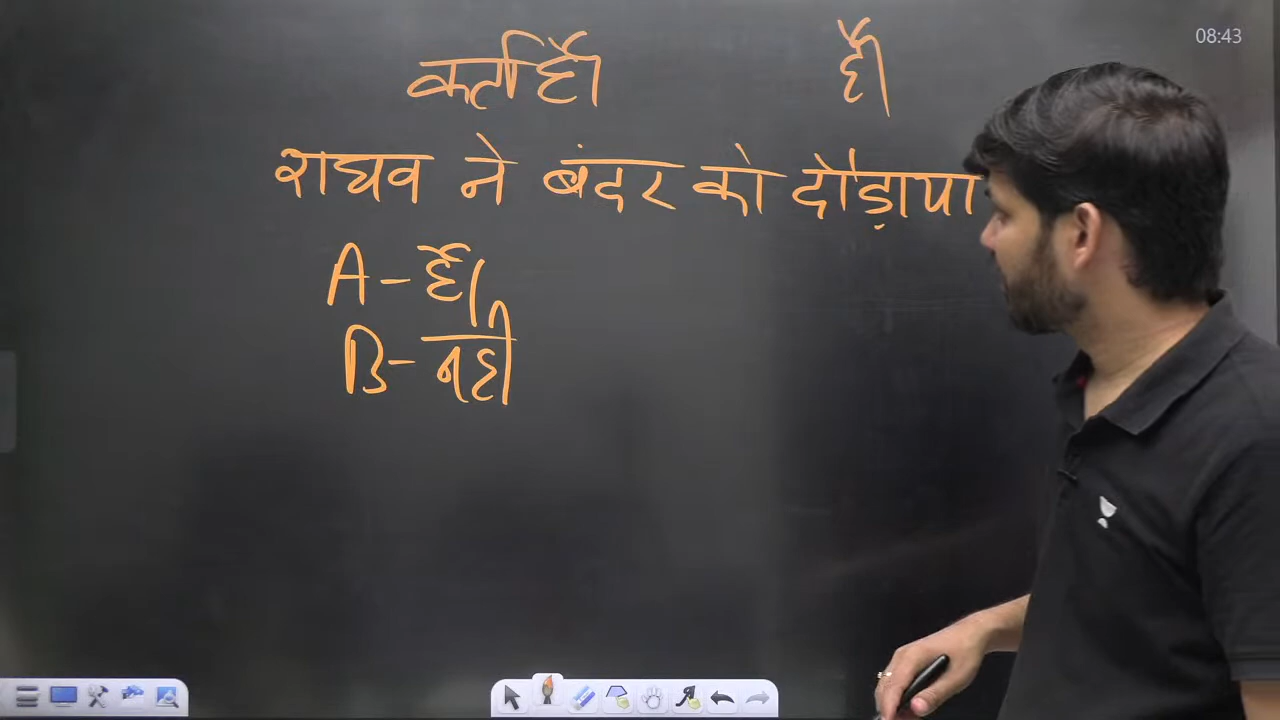 08:43
कर्ता है। है।
राघव ने बंदर को दौड़ाया
A - है।
B - नही